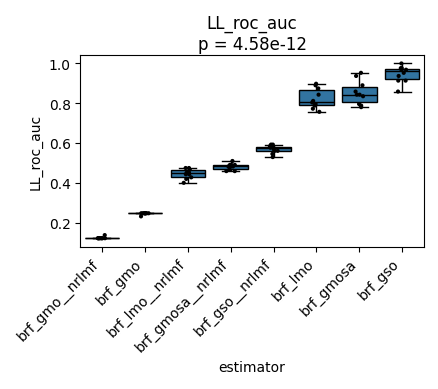 LL_roc_auc
p = 4.58e-12
LL_roc_auc
1.0
0.8
0.6
0.4
0.2
brf_gmo__nrlmf
brf_gmo
brf_lmo__nrlmf
brf_gmosa__nrlmf
brf_gso__nrlmf
brf_lmo
brf_gmosa
brf_gso
estimator